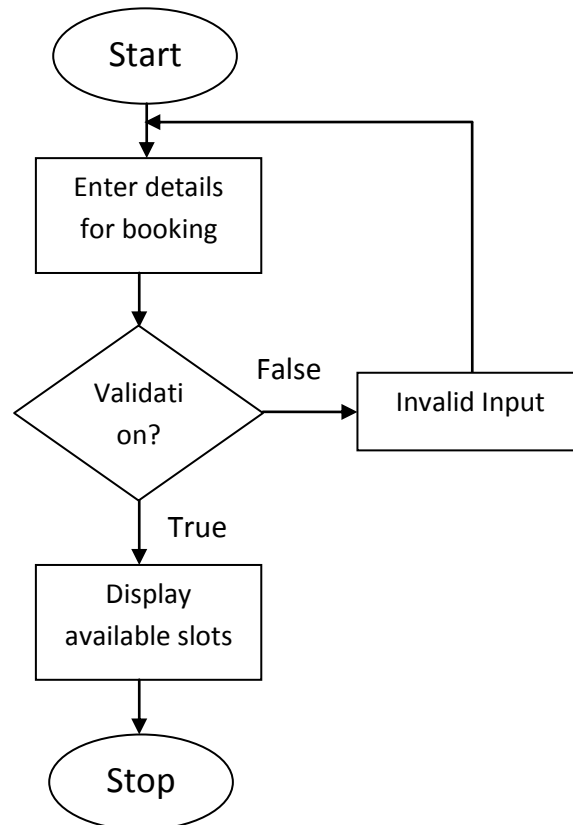 Start
Enter details
for booking
False
Validati
on?
Invalid Input
True
Display
available slots
Stop